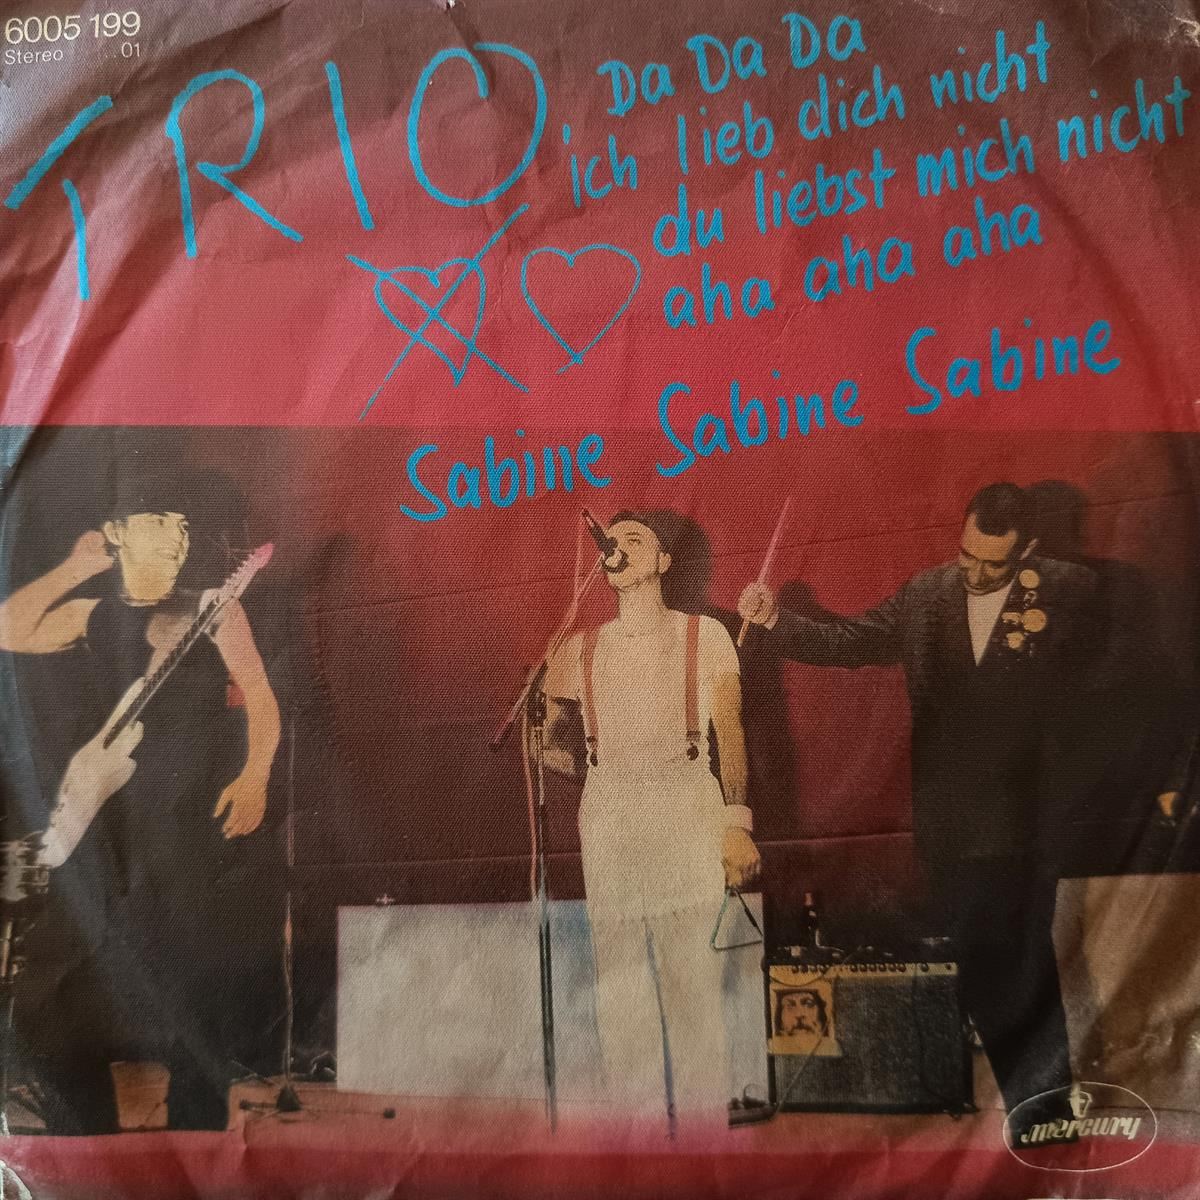 6005 199
Stereo ..01
TRIO
Da Da Da
ich lieb dich nicht
du liebst mich nicht
aha aha aha
Sabine Sabine Sabine
mercury